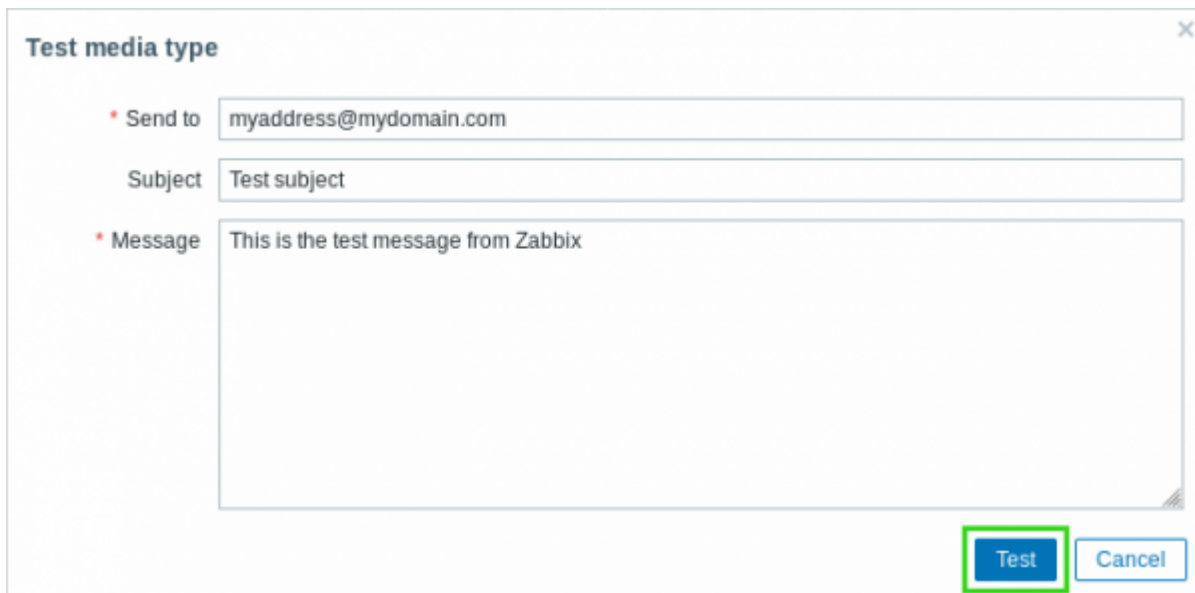 Test media type
* Send to myaddress@mydomain.com
Subject Test subject
* Message This is the test message from Zabbix
Test Cancel